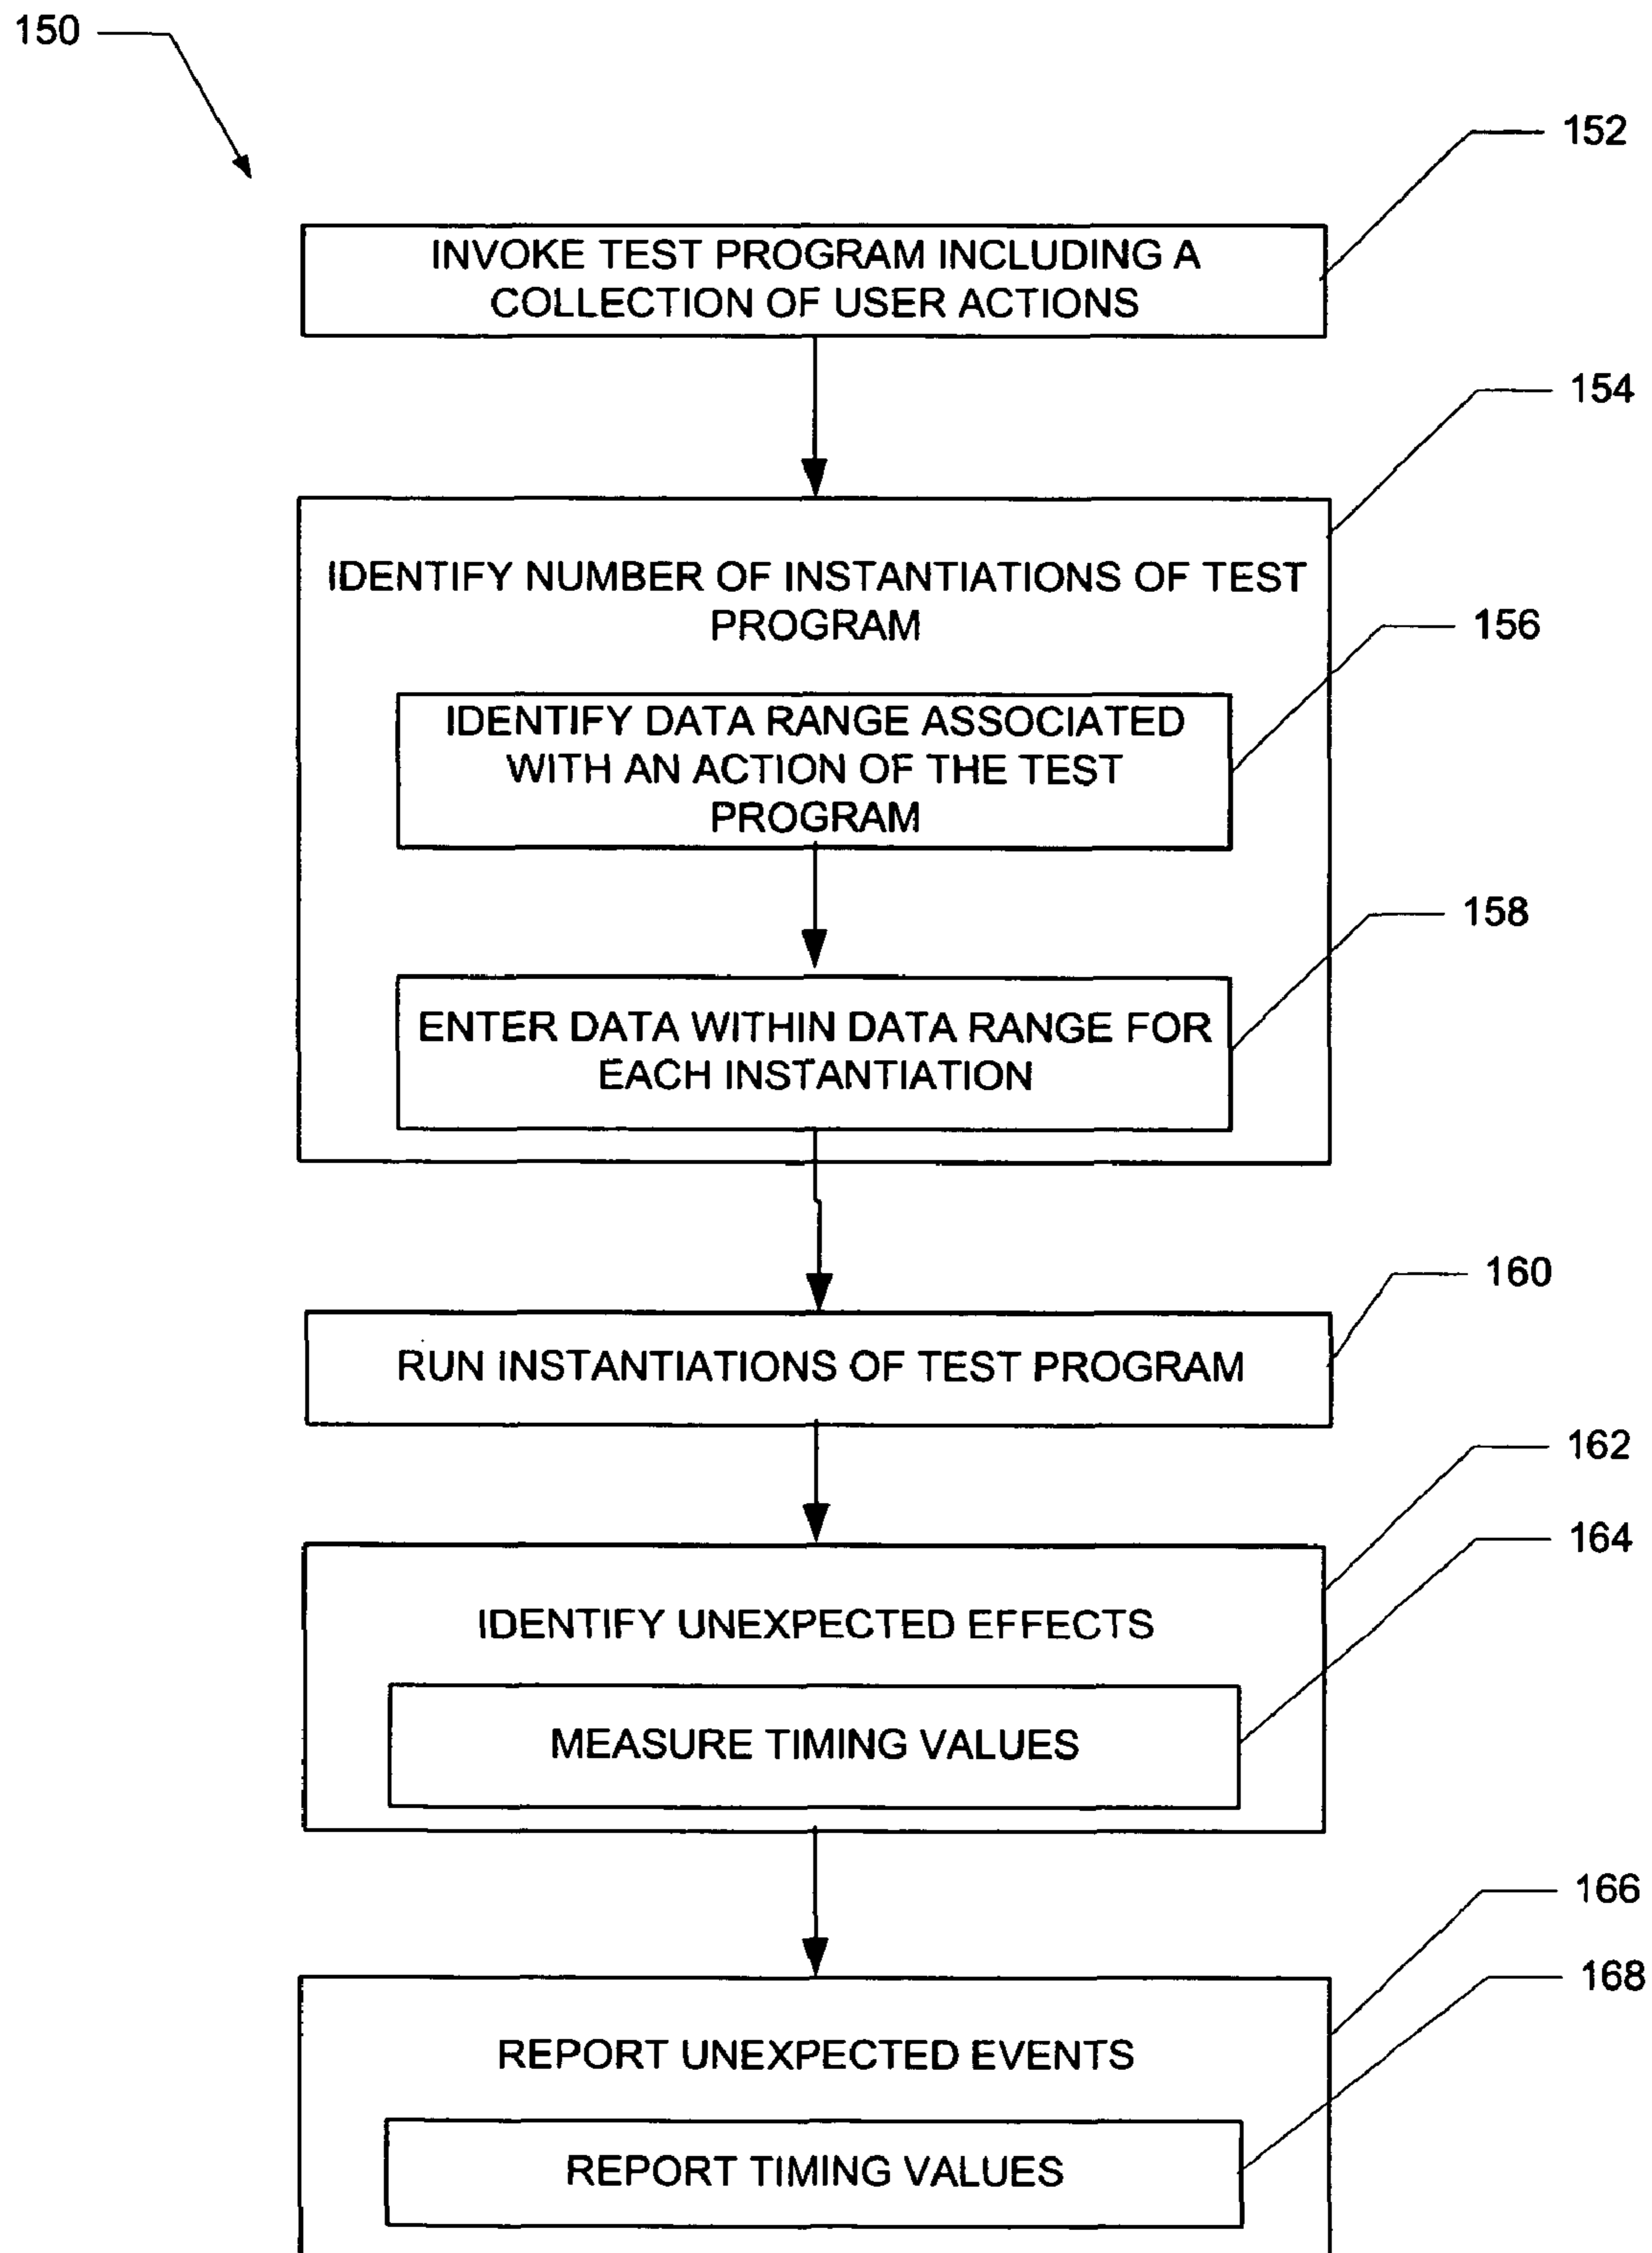 150
152
INVOKE TEST PROGRAM INCLUDING A
COLLECTION OF USER ACTIONS
154
IDENTIFY NUMBER OF INSTANTIATIONS OF TEST
PROGRAM
156
IDENTIFY DATA RANGE ASSOCIATED
WITH AN ACTION OF THE TEST
PROGRAM
158
ENTER DATA WITHIN DATA RANGE FOR
EACH INSTANTIATION
160
RUN INSTANTIATIONS OF TEST PROGRAM
162
164
IDENTIFY UNEXPECTED EFFECTS
MEASURE TIMING VALUES
166
168
REPORT UNEXPECTED EVENTS
REPORT TIMING VALUES